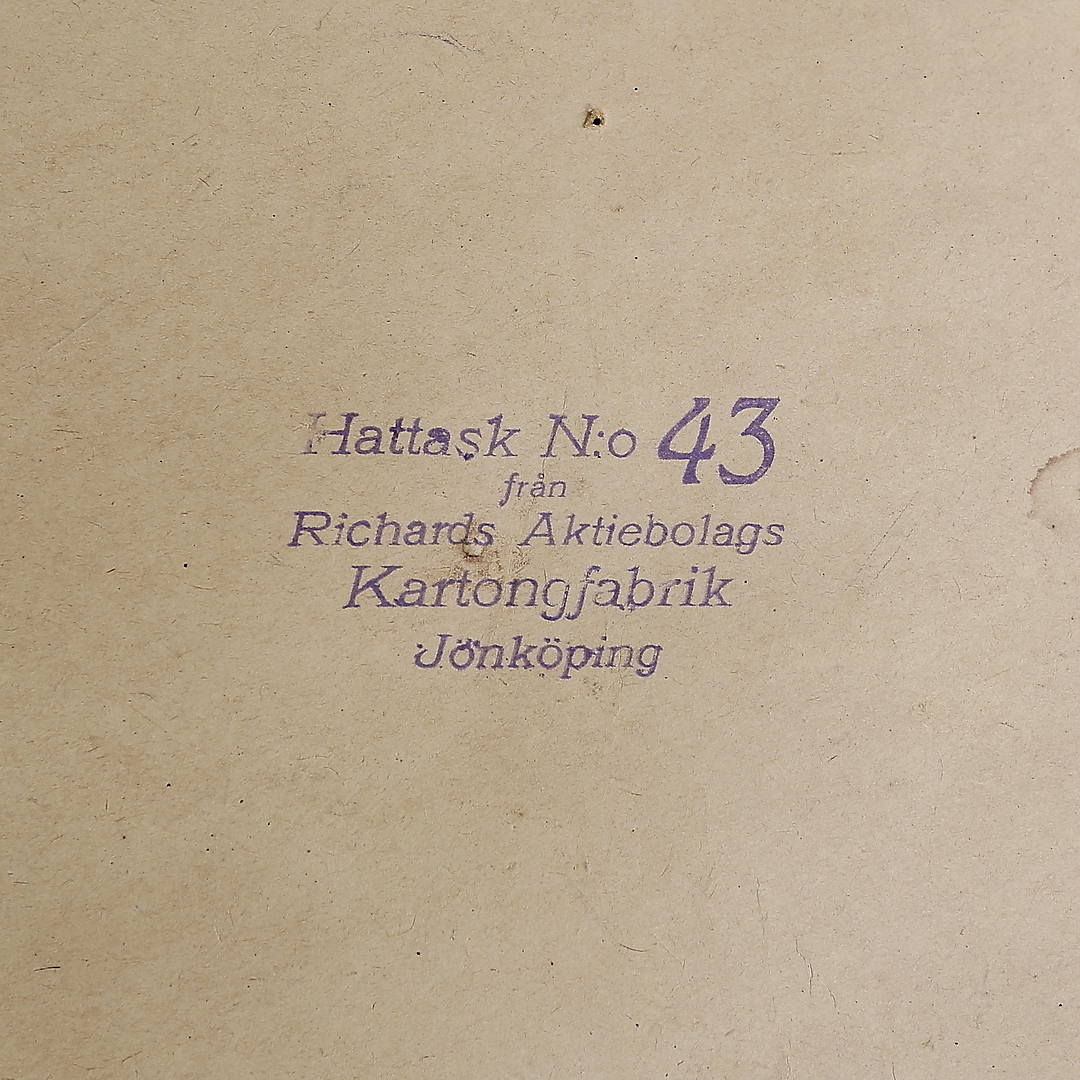 Hattask N:o 43
från
Richards Aktiebolags
Kartongfabrik
Jönköping